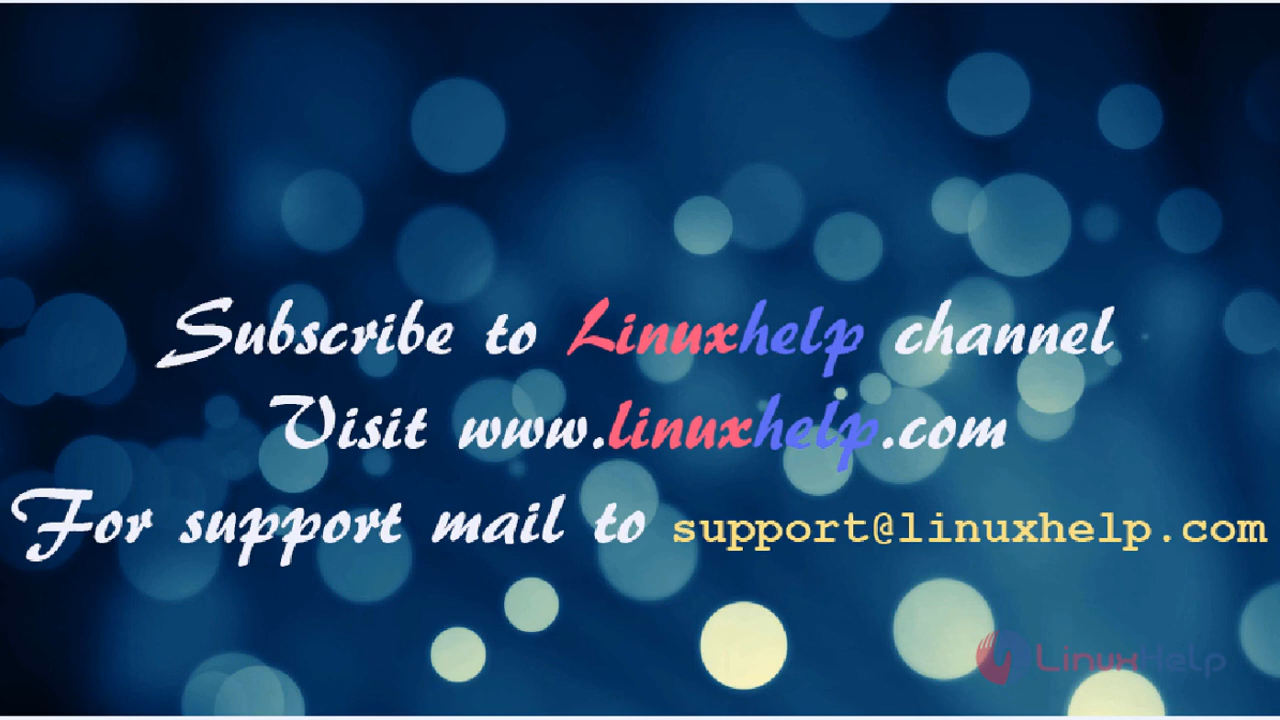 Subscribe to Linuxhelp channel
Visit www.linuxhelp.com
For support mail to support@linuxhelp.com
LinuxHelp